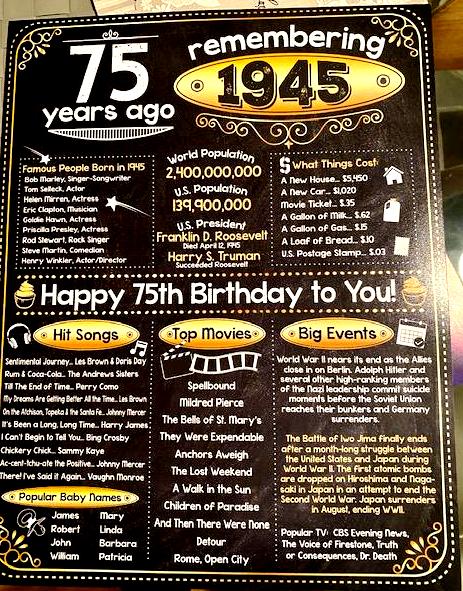 75
years ago
remembering
1945
Famous People Born in 1945
Bob Marley, Singer-Songwriter
Tom Selleck, Actor
Helen Mirren, Actress
Eric Clapton, Musician
Goldie Hawn, Actress
Priscilla Presley, Actress
Rod Stewart, Rock Singer
Steve Martin, Comedian
Henry Winkler, Actor/Director
World Population
2,400,000,000
U.S. Population
139,900,000
U.S. President
Franklin D. Roosevelt
Died April 12, 1945
Harry S. Truman
Succeeded Roosevelt
$ What Things Cost:
A New House... $5,450
A New Car... $1,020
Movie Ticket... $.35
A Gallon of Milk... $.62
A Gallon of Gas... $.15
A Loaf of Bread... $.10
U.S. Postage Stamp... $.03
Happy 75th Birthday to You!
Hit Songs
Sentimental Journey... Les Brown & Doris Day
Rum & Coca-Cola... The Andrews Sisters
Till The End of Time... Perry Como
My Dreams Are Getting Better All the Time... Les Brown
On the Atchison, Topeka & the Santa Fe... Johnny Mercer
It's Been a Long, Long Time... Harry James
I Can't Begin to Tell You... Bing Crosby
Chickery Chick... Sammy Kaye
Ac-cent-tchu-ate the Positive... Johnny Mercer
There! I've Said it Again... Vaughn Monroe
Popular Baby Names
James Mary
Robert Linda
John Barbara
William Patricia
Top Movies
Spellbound
Mildred Pierce
The Bells of St. Mary's
They Were Expendable
Anchors Aweigh
The Lost Weekend
A Walk in the Sun
Children of Paradise
And Then There Were None
Detour
Rome, Open City
Big Events
World War II nears its end as the Allies
close in on Berlin. Adolph Hitler and
several other high-ranking members
of the Nazi leadership commit suicide
moments before the Soviet Union
reaches their bunkers and Germany
surrenders.
The Battle of Iwo Jima finally ends
after a month-long struggle between
the United States and Japan during
World War II. The first atomic bombs
are dropped on Hiroshima and Naga-
saki in Japan in an attempt to end the
Second World War. Japan surrenders
in August, ending WWII.
Popular TV: CBS Evening News,
The Voice of Firestone, Truth
or Consequences, Dr. Death